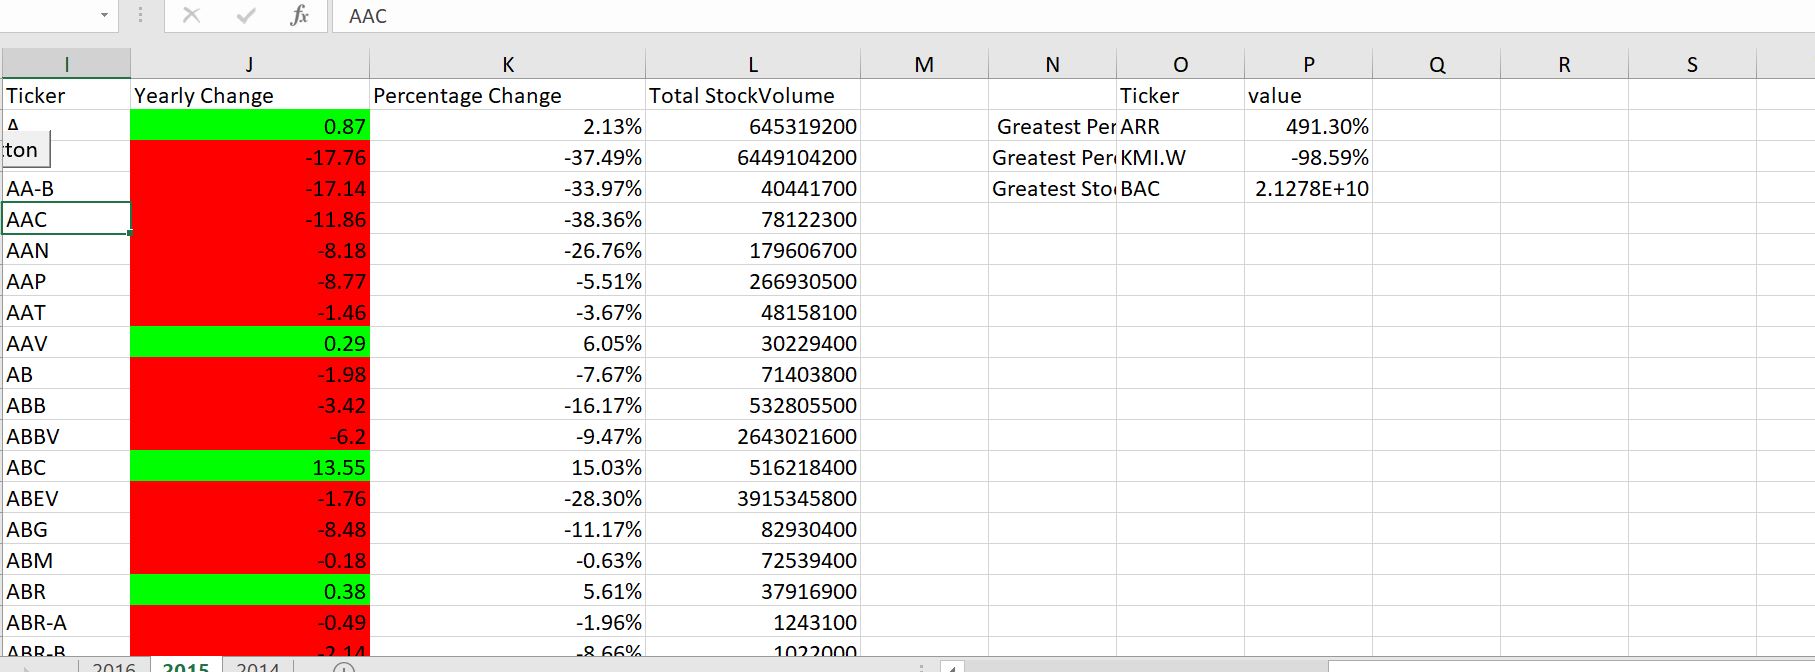 fx AAC
I J K L M N O P Q R S
Ticker Yearly Change Percentage Change Total StockVolume Ticker value
A 0.87 2.13% 645319200 Greatest Per ARR 491.30%
ton -17.76 -37.49% 6449104200 Greatest Per KMI.W -98.59%
AA-B -17.14 -33.97% 40441700 Greatest Sto BAC 2.1278E+10
AAC -11.86 -38.36% 78122300
AAN -8.18 -26.76% 179606700
AAP -8.77 -5.51% 266930500
AAT -1.46 -3.67% 48158100
AAV 0.29 6.05% 30229400
AB -1.98 -7.67% 71403800
ABB -3.42 -16.17% 532805500
ABBV -6.2 -9.47% 2643021600
ABC 13.55 15.03% 516218400
ABEV -1.76 -28.30% 3915345800
ABG -8.48 -11.17% 82930400
ABM -0.18 -0.63% 72539400
ABR 0.38 5.61% 37916900
ABR-A -0.49 -1.96% 1243100
ABR-B -2.14 -8.66% 1022000
2016 2015 2014